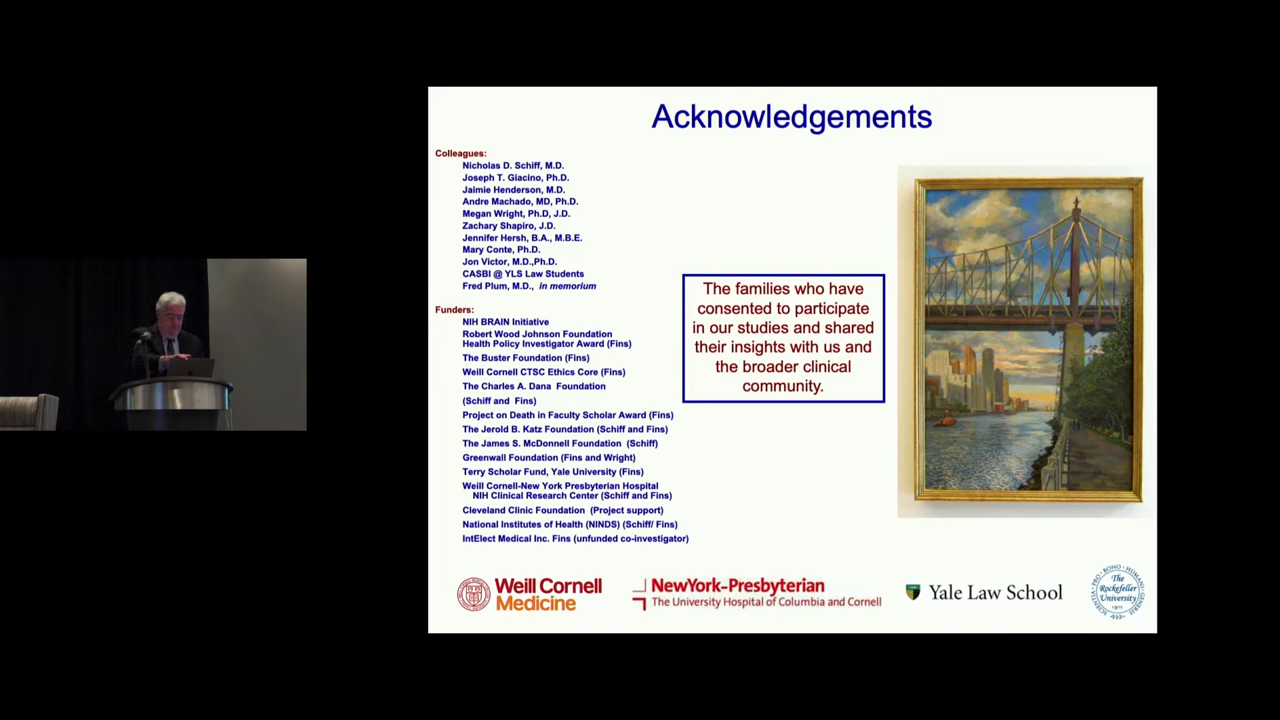 Acknowledgements
Colleagues:
Nicholas D. Schiff, M.D.
Joseph T. Giacino, Ph.D.
Jaimie Henderson, M.D.
Andre Machado, MD, Ph.D.
Megan Wright, Ph.D, J.D.
Zachary Shapiro, J.D.
Jennifer Hersh, B.A., M.B.E.
Mary Conte, Ph.D.
Jon Victor, M.D.,Ph.D.
CASBI @ YLS Law Students
Fred Plum, M.D., in memorium
Funders:
NIH BRAIN Initiative
Robert Wood Johnson Foundation
Health Policy Investigator Award (Fins)
The Buster Foundation (Fins)
Weill Cornell CTSC Ethics Core (Fins)
The Charles A. Dana Foundation
(Schiff and Fins)
Project on Death in Faculty Scholar Award (Fins)
The Jerold B. Katz Foundation (Schiff and Fins)
The James S. McDonnell Foundation (Schiff)
Greenwall Foundation (Fins and Wright)
Terry Scholar Fund, Yale University (Fins)
Weill Cornell-New York Presbyterian Hospital
NIH Clinical Research Center (Schiff and Fins)
Cleveland Clinic Foundation (Project support)
National Institutes of Health (NINDS) (Schiff/ Fins)
IntElect Medical Inc. Fins (unfunded co-investigator)
The families who have
consented to participate
in our studies and shared
their insights with us and
the broader clinical
community.
Weill Cornell
Medicine
NewYork-Presbyterian
The University Hospital of Columbia and Cornell
Yale Law School
PRO · BONO · HUMANI
The
Rockefeller
University
1901